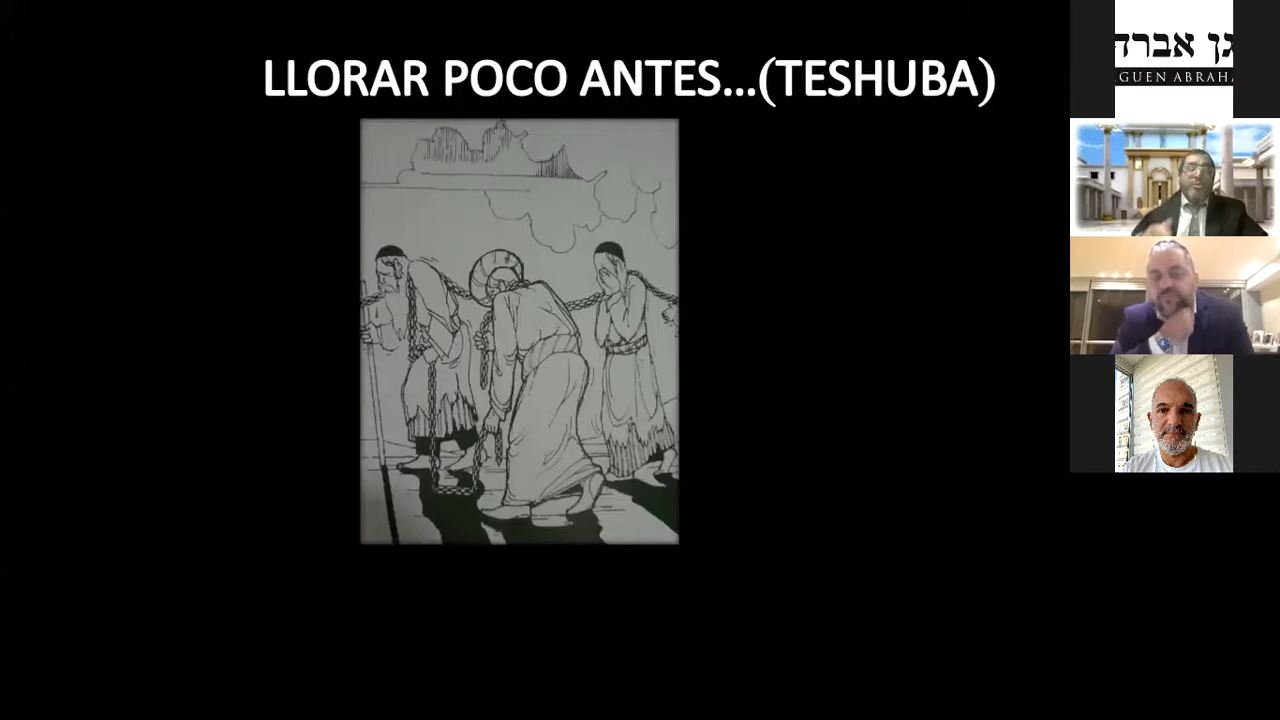 LLORAR POCO ANTES...(TESHUBA)
גן אברה
GUEN ABRAHA